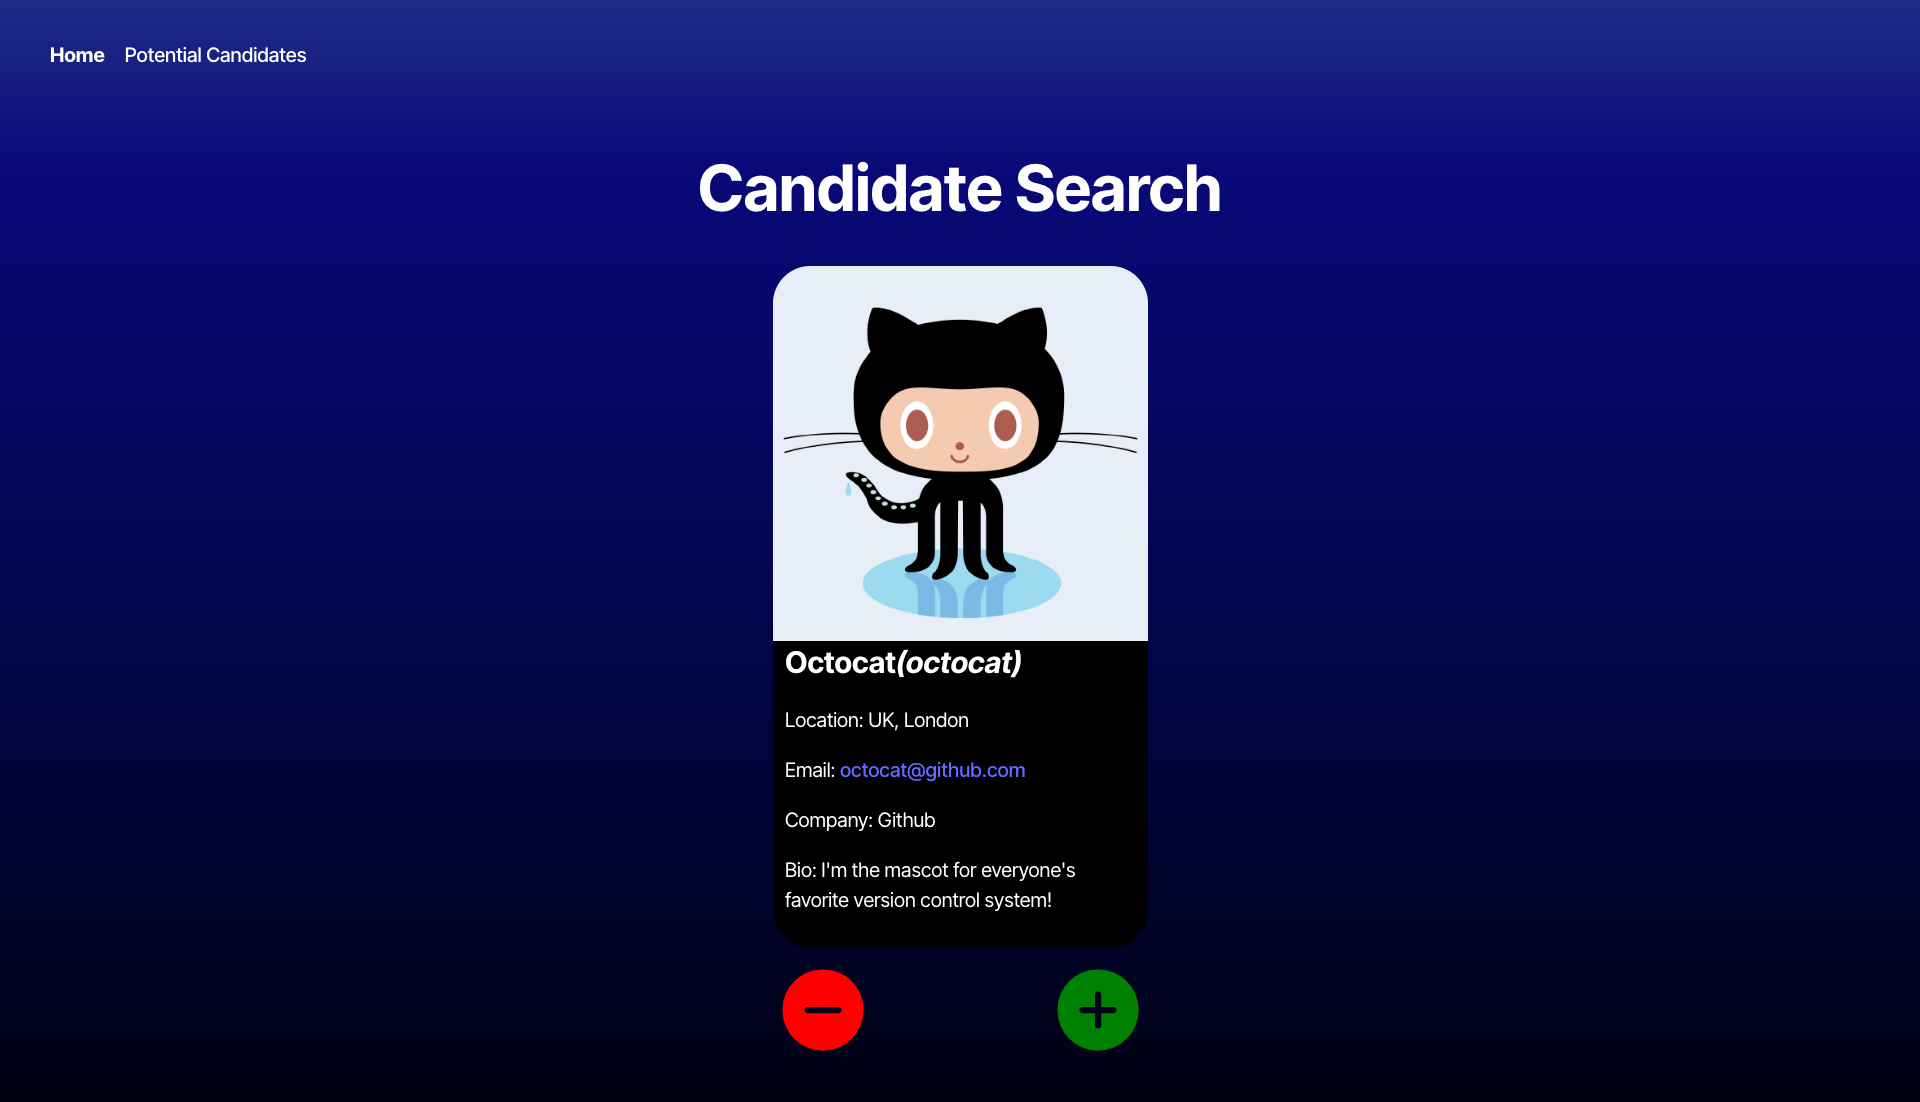 Home Potential Candidates
Candidate Search
Octocat(octocat)
Location: UK, London
Email: octocat@github.com
Company: Github
Bio: I'm the mascot for everyone's
favorite version control system!